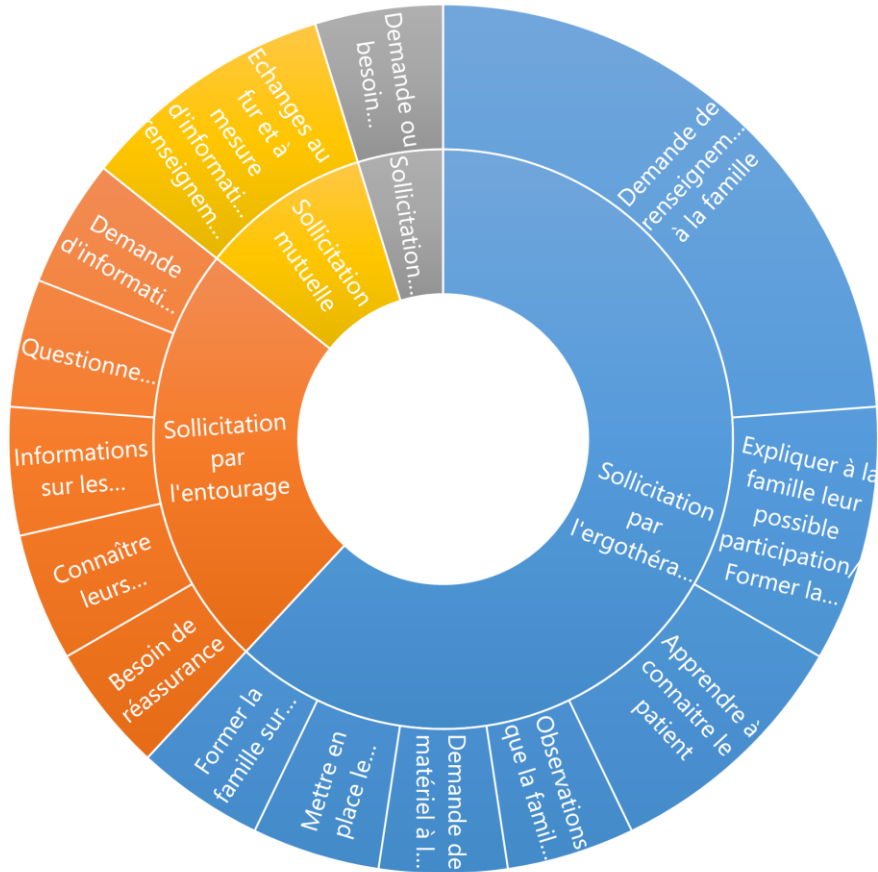 Demande de
renseignem...
à la famille
Expliquer à la
famille leur
possible
participation/
Former la...
Apprendre à
connaitre le
patient
Observations
que la famil...
Demande de
matériel à l...
Mettre en
place le...
Former la
famille sur...
Besoin de
réassurance
Connaître
leurs...
Informations
sur les...
Questionne...
Demande
d'informati...
Echanges au
fur et à
mesure
d'informati...
renseignem...
Demande ou
besoin...
Sollicitation
par
l'ergothéra...
Sollicitation
par
l'entourage
Sollicitation
mutuelle
Sollicitation...